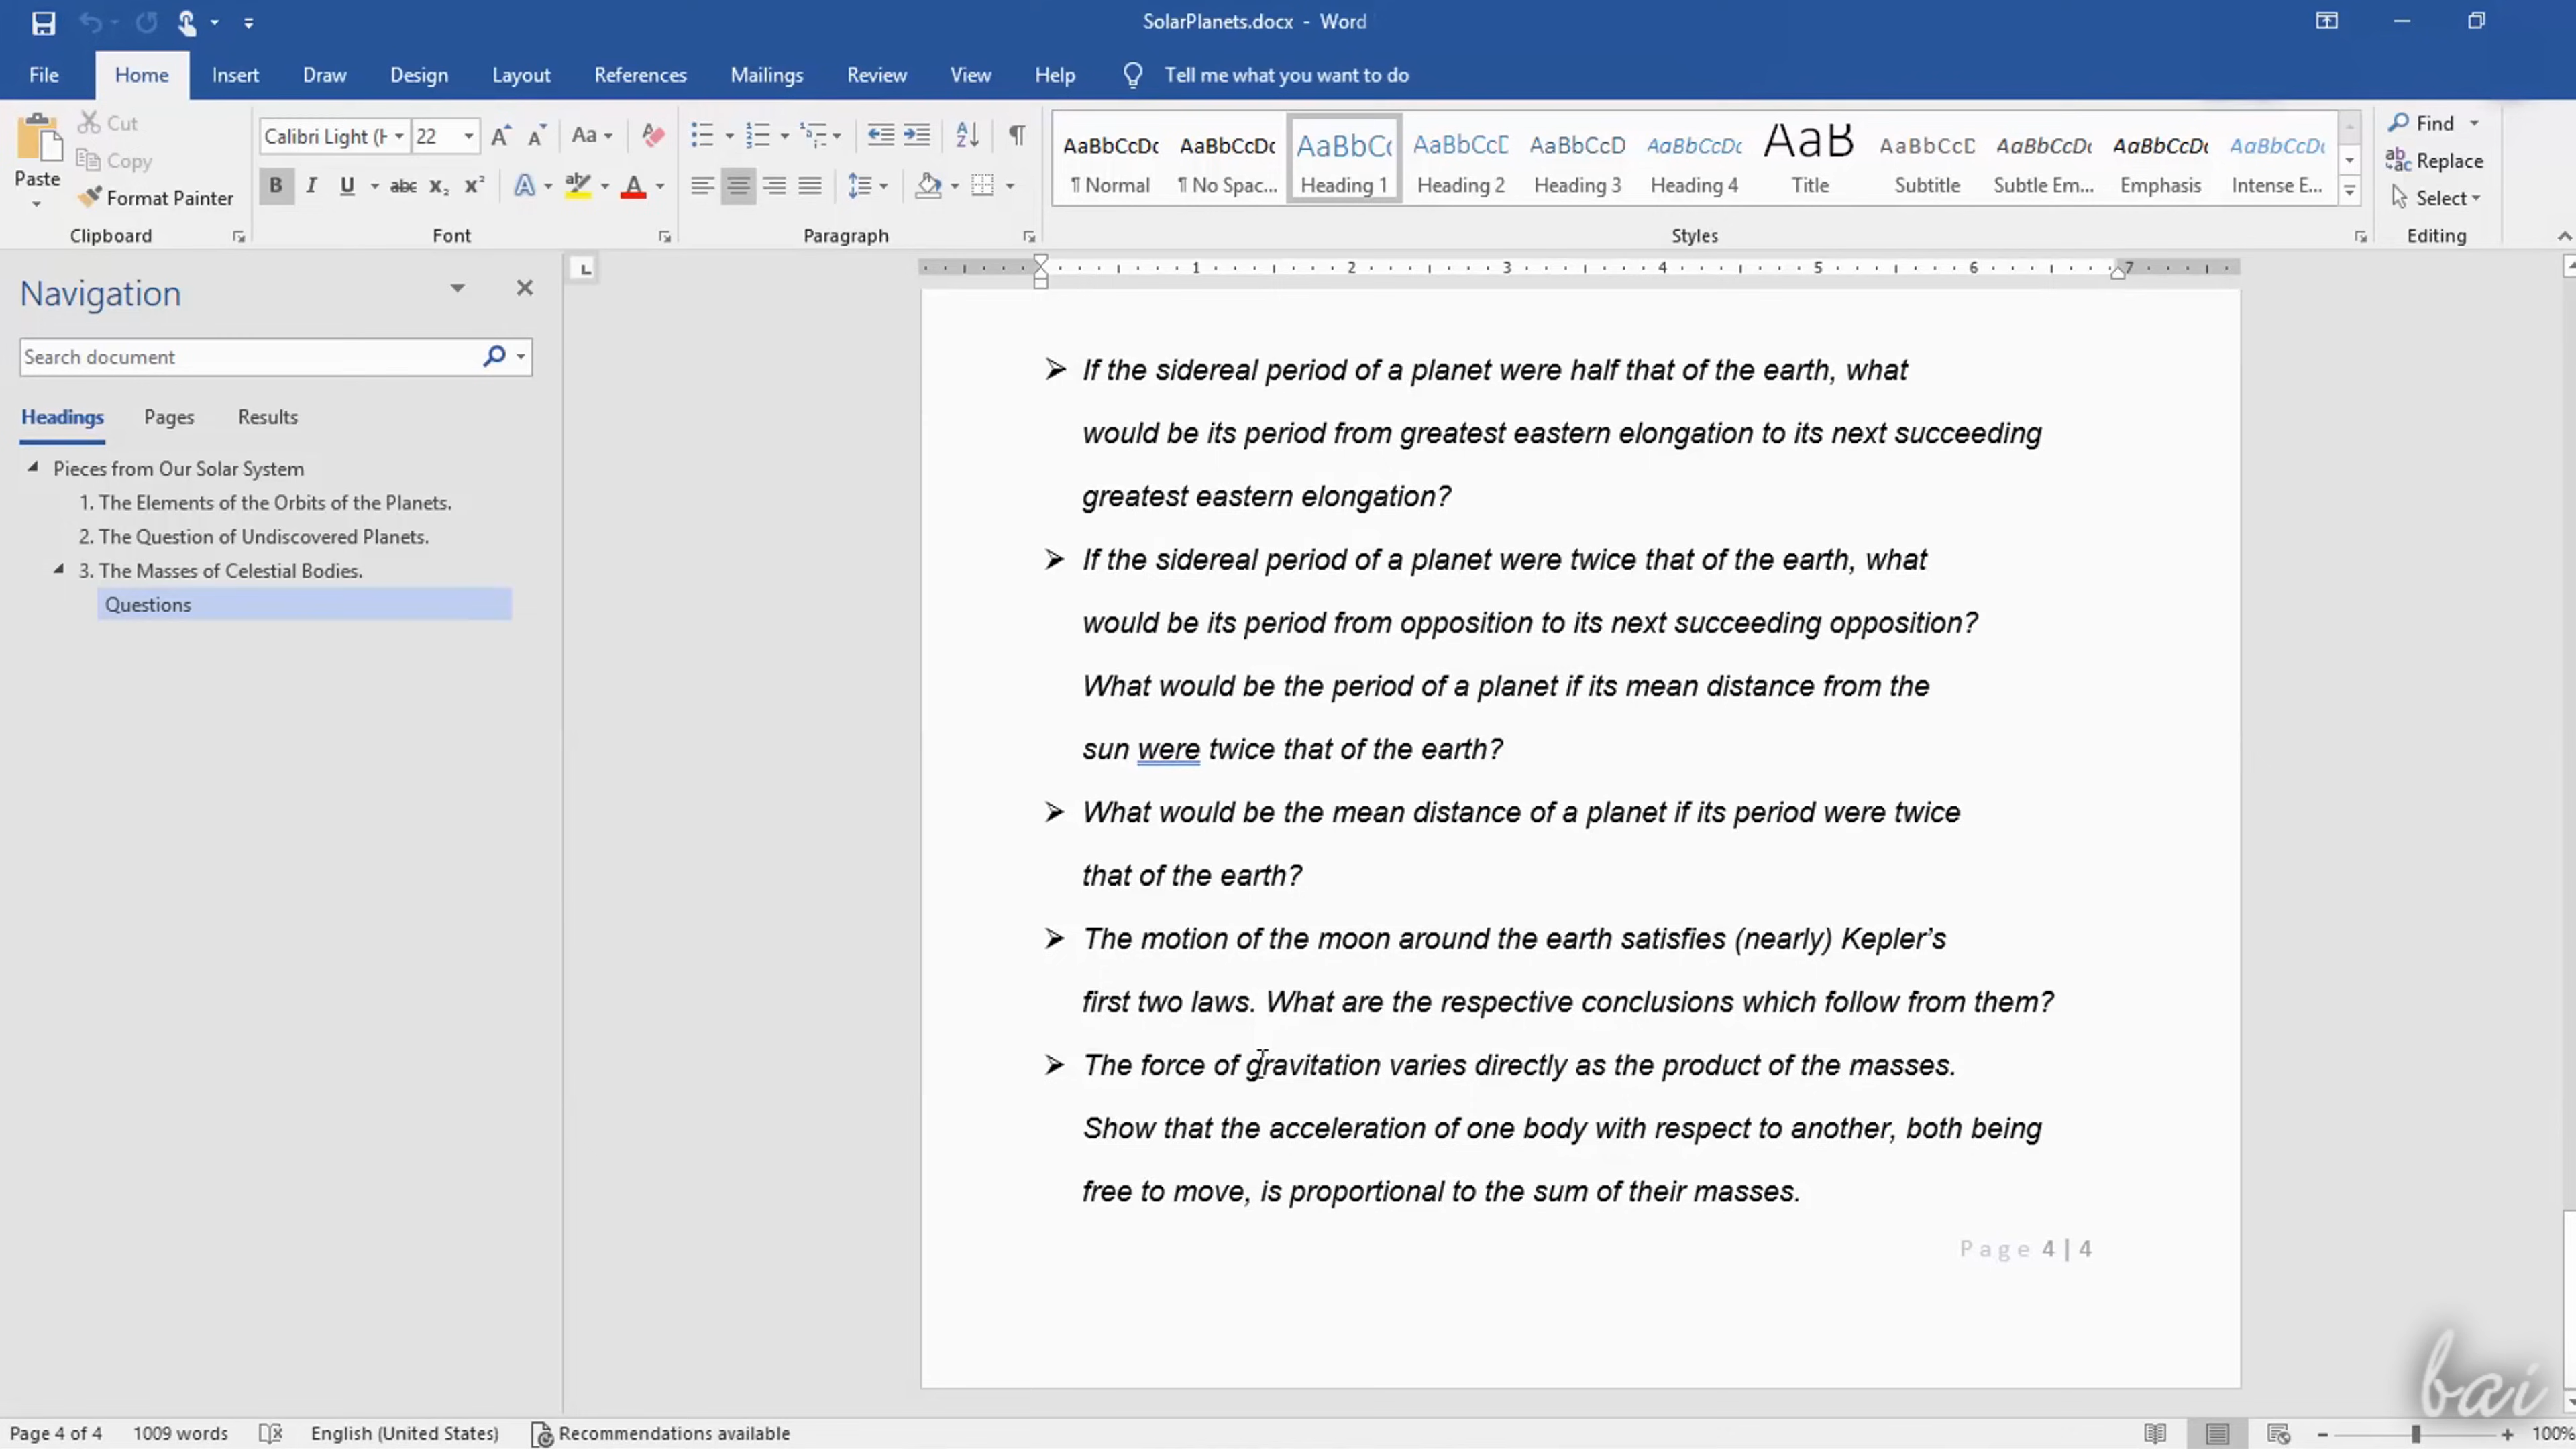 SolarPlanets.docx - Word
File Home Insert Draw Design Layout References Mailings Review View Help Tell me what you want to do
Paste
Cut
Copy
Format Painter
Clipboard
Calibri Light (H 22
Font
Paragraph
AaBbCcDc AaBbCcDc AaBbC AaBbCcD AaBbCcD AaBbCcDc AaB AaBbCcD AaBbCcDc AaBbCcDc AaBbCcDc
¶ Normal ¶ No Spac... Heading 1 Heading 2 Heading 3 Heading 4 Title Subtitle Subtle Em... Emphasis Intense E...
Styles
Find
Replace
Select
Editing
Navigation
Search document
Headings Pages Results
Pieces from Our Solar System
1. The Elements of the Orbits of the Planets.
2. The Question of Undiscovered Planets.
3. The Masses of Celestial Bodies.
Questions
1 2 3 4 5 6 7
➢ If the sidereal period of a planet were half that of the earth, what
would be its period from greatest eastern elongation to its next succeeding
greatest eastern elongation?
➢ If the sidereal period of a planet were twice that of the earth, what
would be its period from opposition to its next succeeding opposition?
What would be the period of a planet if its mean distance from the
sun were twice that of the earth?
➢ What would be the mean distance of a planet if its period were twice
that of the earth?
➢ The motion of the moon around the earth satisfies (nearly) Kepler’s
first two laws. What are the respective conclusions which follow from them?
➢ The force of gravitation varies directly as the product of the masses.
Show that the acceleration of one body with respect to another, both being
free to move, is proportional to the sum of their masses.
Page 4 | 4
bai
Page 4 of 4 1009 words English (United States) Recommendations available 100%